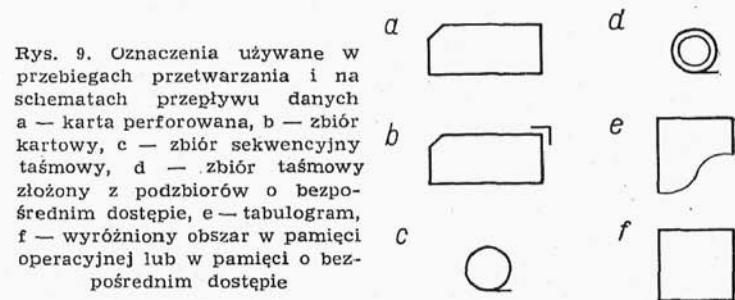 Rys. 9. Oznaczenia używane w
przebiegach przetwarzania i na
schematach przepływu danych
a — karta perforowana, b — zbiór
kartowy, c — zbiór sekwencyjny
taśmowy, d — zbiór taśmowy
złożony z podzbiorów o bezpo-
średnim dostępie, e — tabulogram,
f — wyróżniony obszar w pamięci
operacyjnej lub w pamięci o bez-
pośrednim dostępie
a
b
c
d
e
f